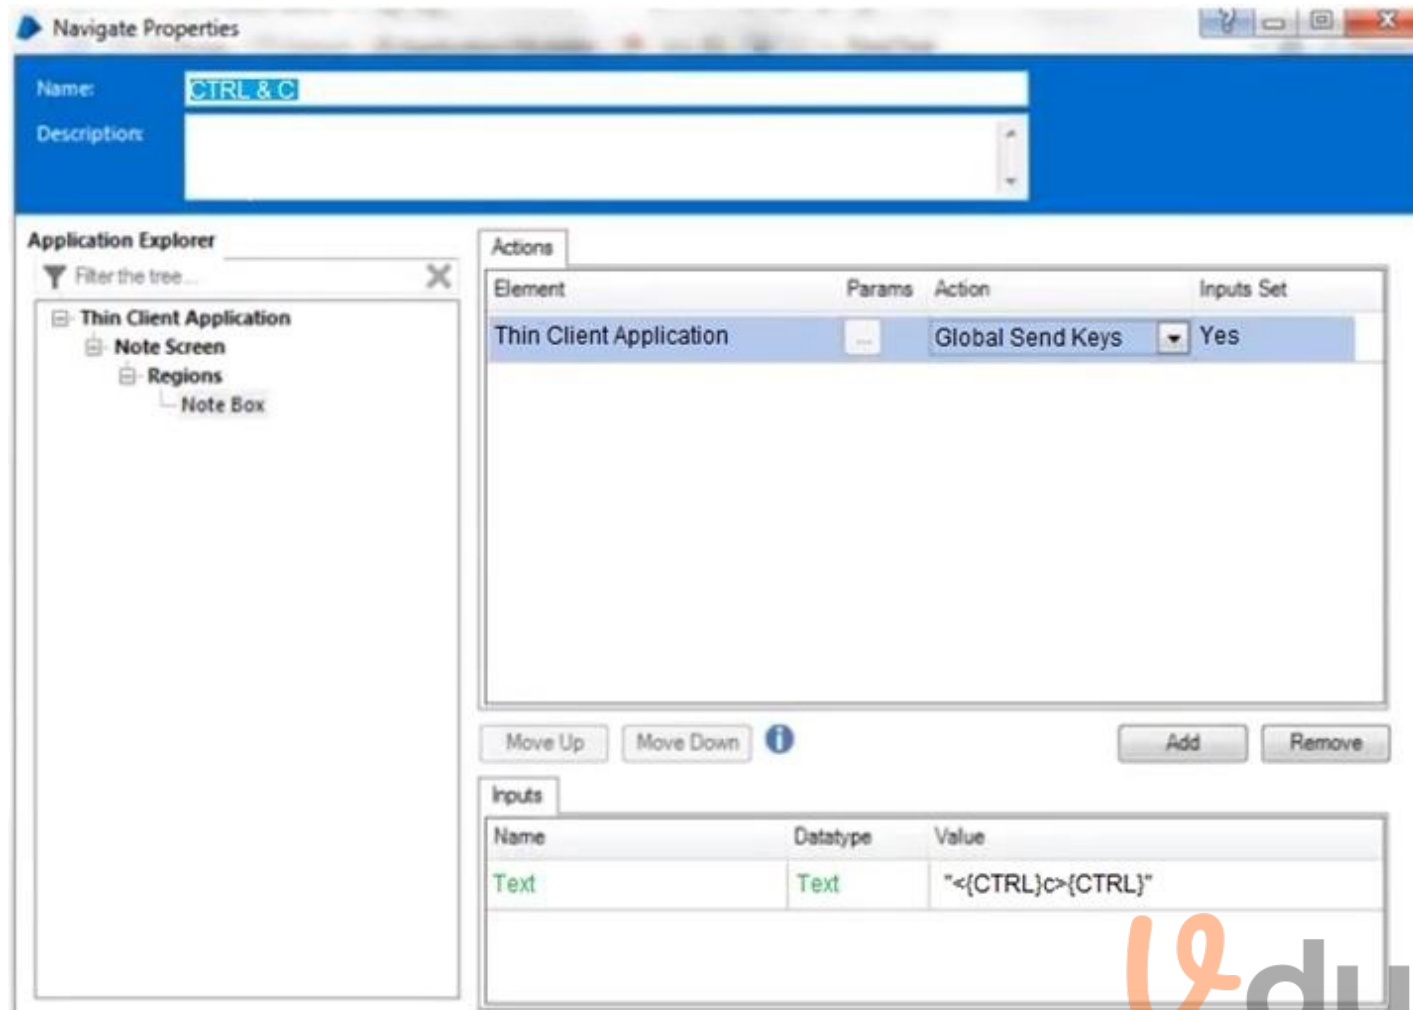 Navigate Properties
Name:
CTRL & C
Description:
Application Explorer
Filter the tree...
Thin Client Application
Note Screen
Regions
Note Box
Actions
Element Params Action Inputs Set
Thin Client Application ... Global Send Keys Yes
Move Up Move Down Add Remove
Inputs
Name Datatype Value
Text Text "<{CTRL}c>{CTRL}"
du